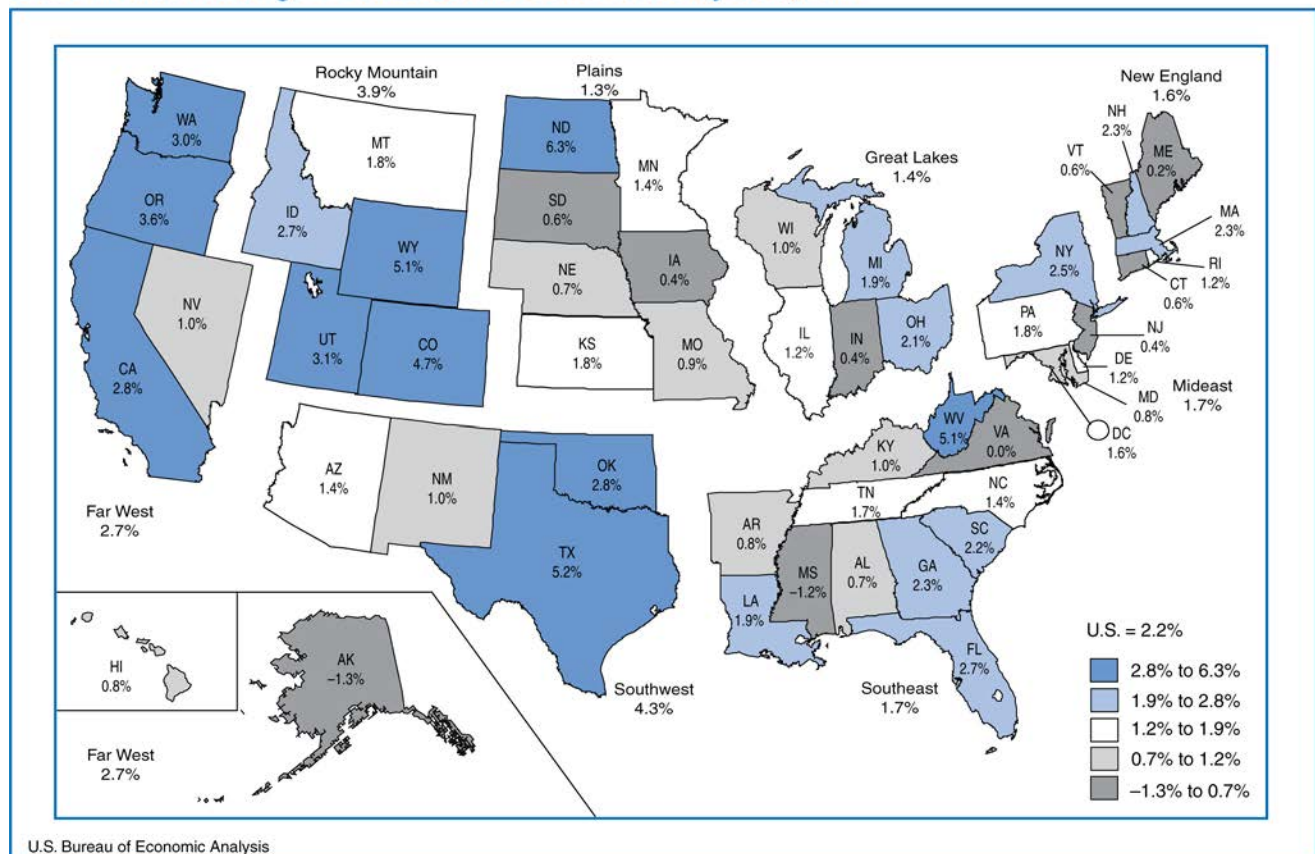 Rocky Mountain
3.9%
Plains
1.3%
New England
1.6%
WA
3.0%
OR
3.6%
CA
2.8%
NV
1.0%
MT
1.8%
ID
2.7%
WY
5.1%
UT
3.1%
CO
4.7%
ND
6.3%
SD
0.6%
NE
0.7%
KS
1.8%
MN
1.4%
IA
0.4%
MO
0.9%
Great Lakes
1.4%
WI
1.0%
MI
1.9%
IL
1.2%
IN
0.4%
OH
2.1%
NH
2.3%
VT
0.6%
ME
0.2%
MA
2.3%
RI
1.2%
CT
0.6%
NY
2.5%
PA
1.8%
NJ
0.4%
DE
1.2%
MD
0.8%
DC
1.6%
Mideast
1.7%
AZ
1.4%
NM
1.0%
OK
2.8%
TX
5.2%
Southwest
4.3%
WV
5.1%
VA
0.0%
KY
1.0%
TN
1.7%
NC
1.4%
AR
0.8%
SC
2.2%
MS
−1.2%
AL
0.7%
GA
2.3%
LA
1.9%
FL
2.7%
Southeast
1.7%
Far West
2.7%
HI
0.8%
AK
−1.3%
Far West
2.7%
U.S. = 2.2%
2.8% to 6.3%
1.9% to 2.8%
1.2% to 1.9%
0.7% to 1.2%
−1.3% to 0.7%
U.S. Bureau of Economic Analysis